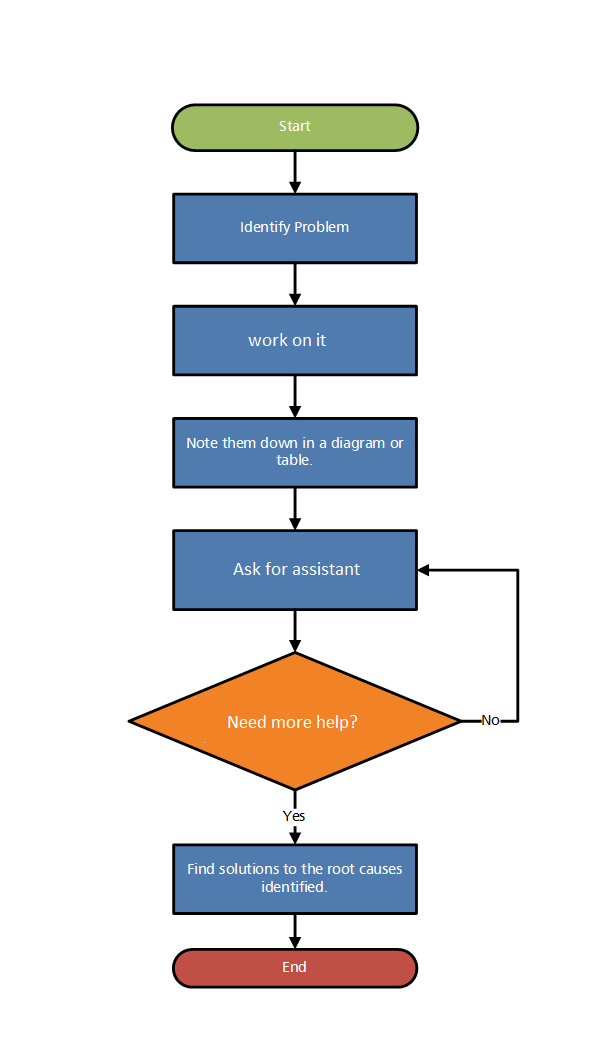 Start
Identify Problem
work on it
Note them down in a diagram or
table.
Ask for assistant
Need more help?
No
Yes
Find solutions to the root causes
identified.
End